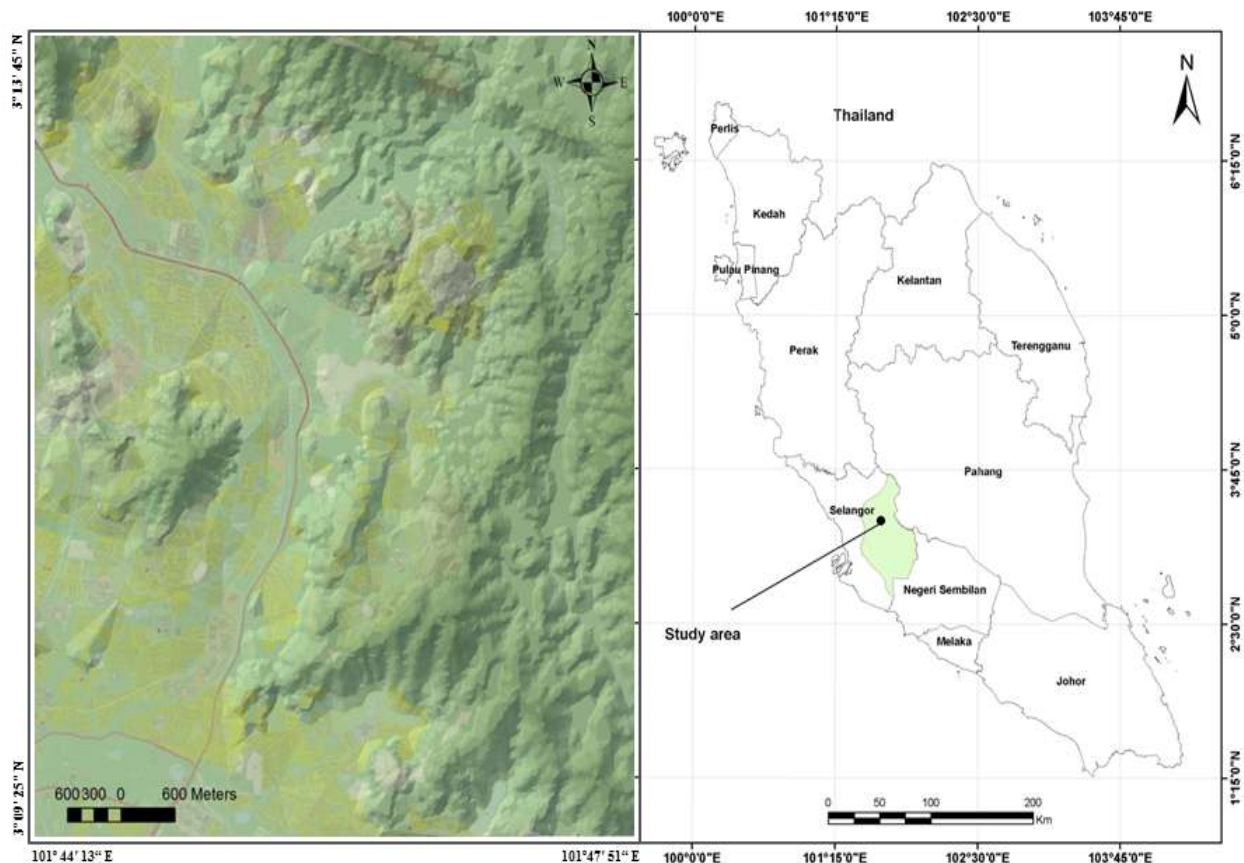 3°13' 45" N
N
W E
S
600300 0 600 Meters
3°09' 25" N
101° 44' 13" E
101°47' 51" E
100°0'0"E 101°15'0"E 102°30'0"E 103°45'0"E
N
Thailand
Perlis
Kedah
Pulau Pinang
Kelantan
Perak
Terengganu
Pahang
Selangor
Negeri Sembilan
Study area
Melaka
Johor
6°15'0"N
5°0'0"N
3°45'0"N
2°30'0"N
1°15'0"N
0 50 100 200
Km
100°0'0"E 101°15'0"E 102°30'0"E 103°45'0"E